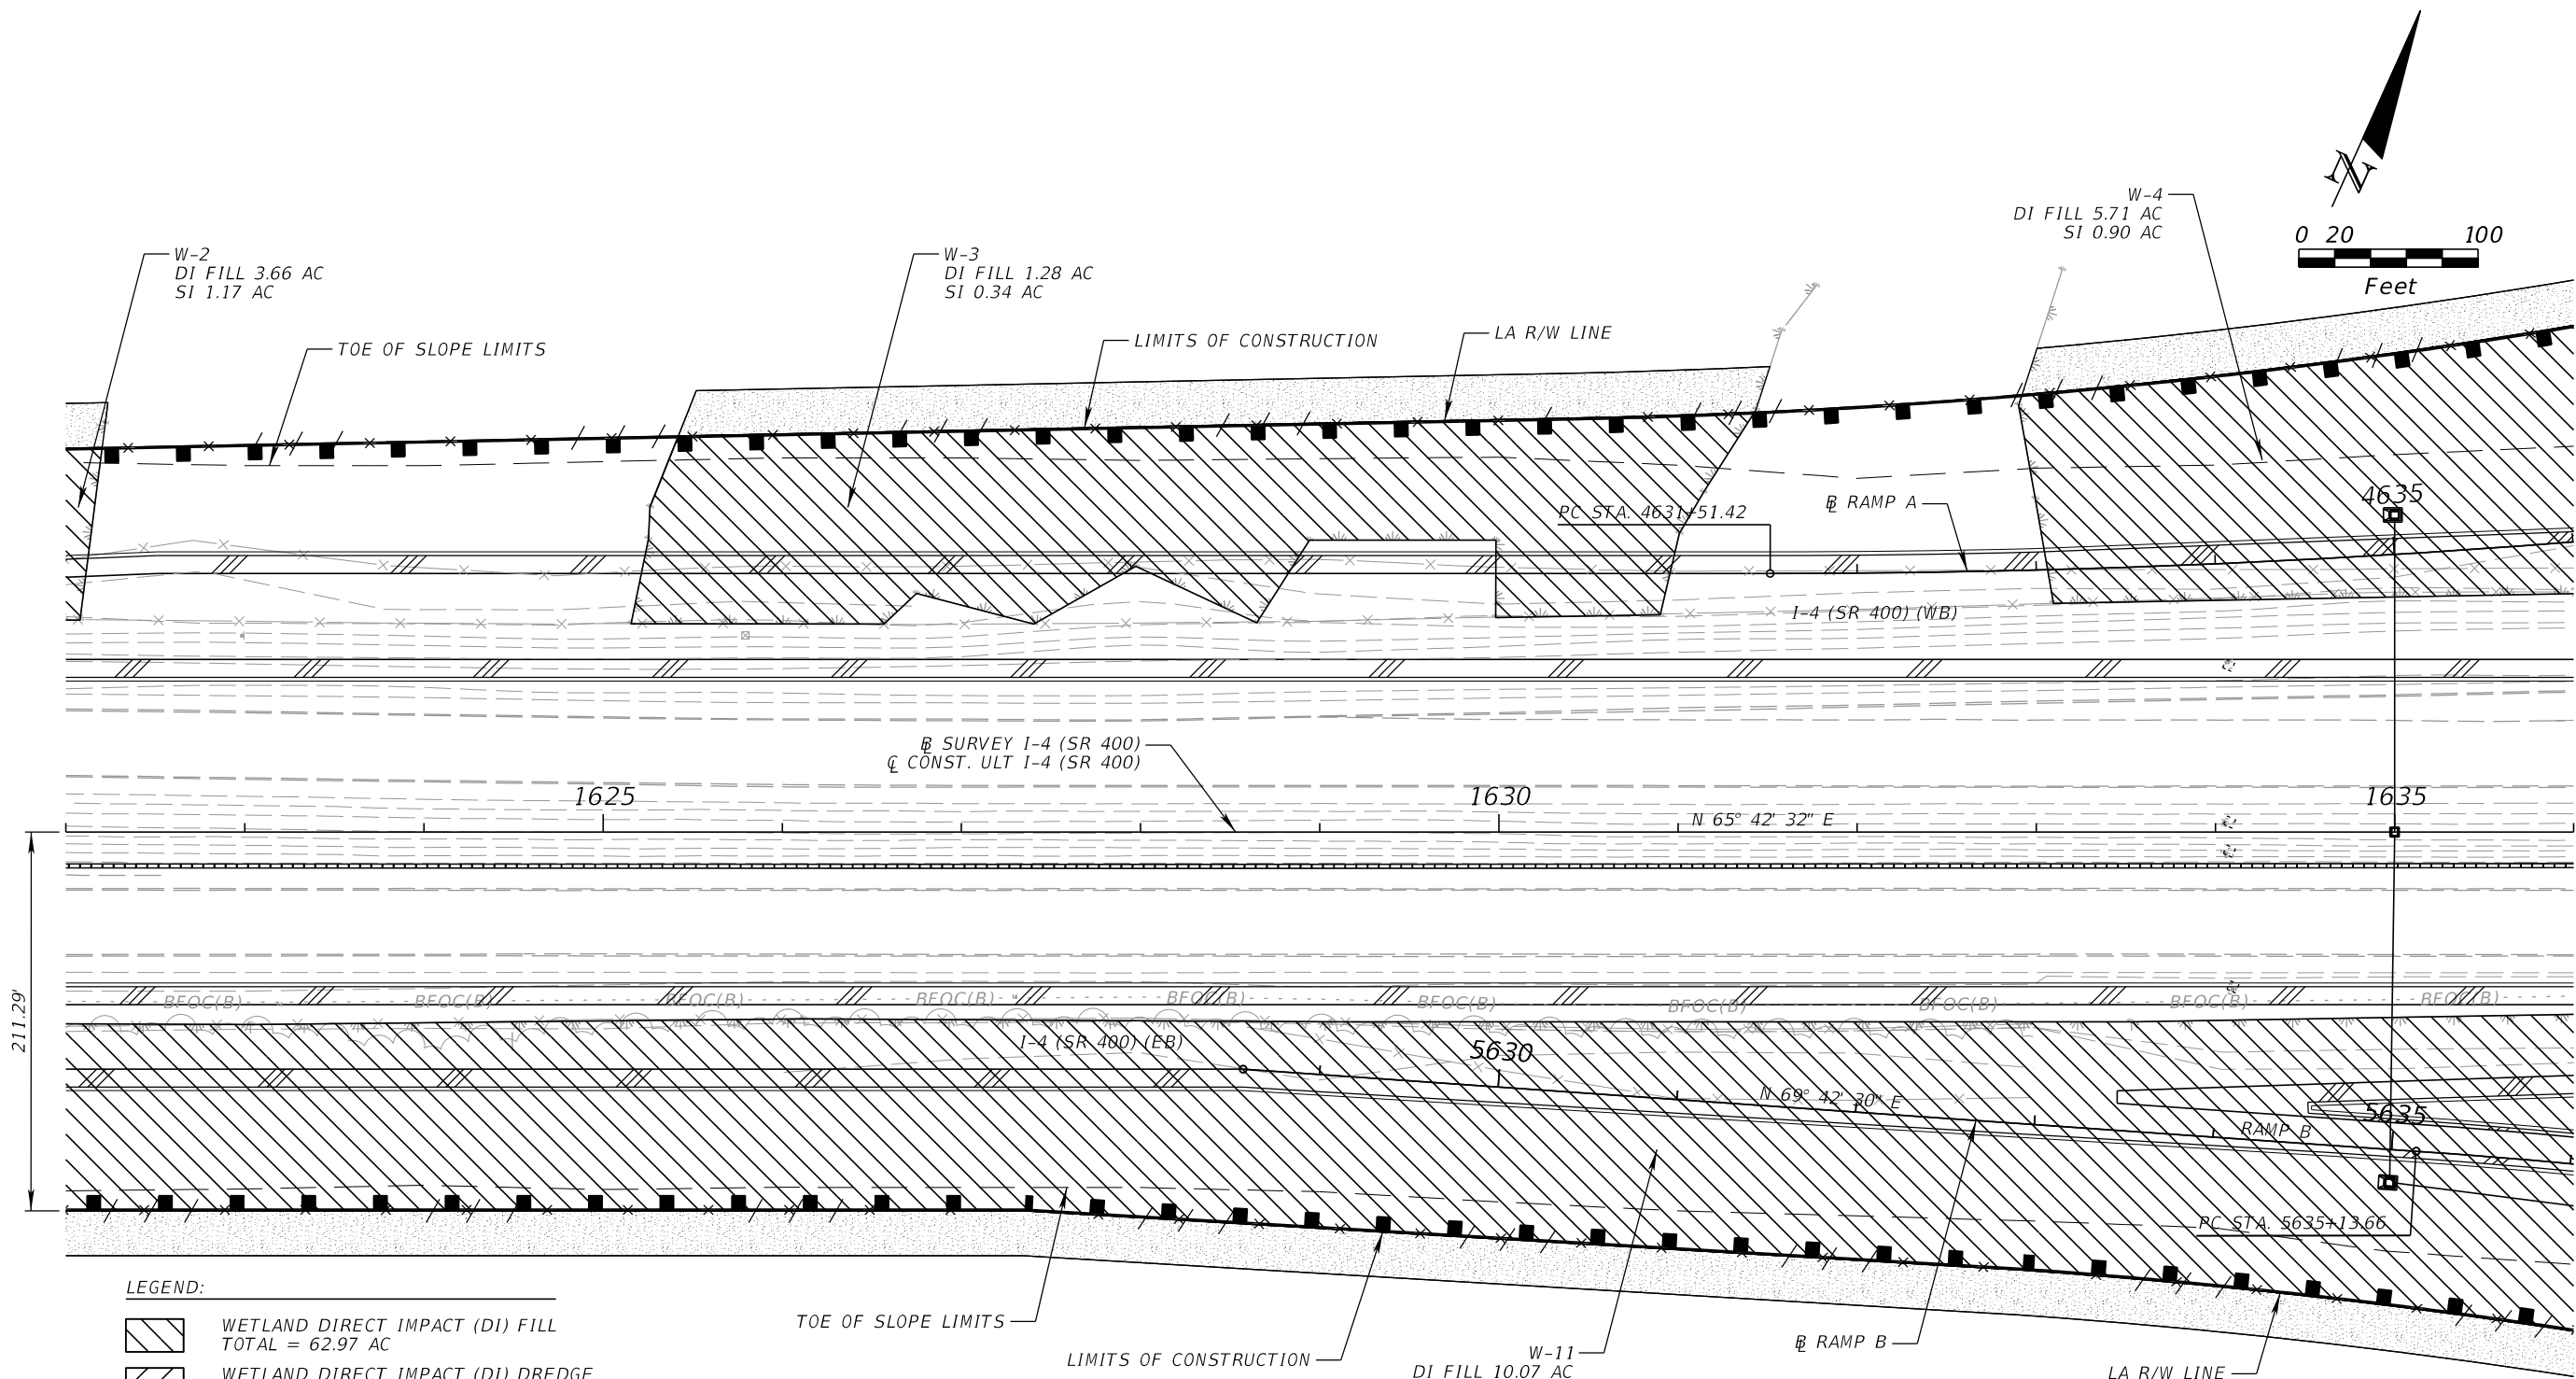 N
W-4
DI FILL 5.71 AC
SI 0.90 AC
0 20 100
Feet
W-2
DI FILL 3.66 AC
SI 1.17 AC
W-3
DI FILL 1.28 AC
SI 0.34 AC
TOE OF SLOPE LIMITS
LIMITS OF CONSTRUCTION
LA R/W LINE
PC STA. 4631+51.42
℄ RAMP A
4635
I-4 (SR 400) (WB)
SURVEY I-4 (SR 400)
℄ CONST. ULT I-4 (SR 400)
1625
1630
1635
N 65° 42' 32" E
211.29'
BFOC(B) BFOC(B) BFOC(B) BFOC(B) BFOC(B) BFOC(B) BFOC(B) BFOC(B) BFOC(B) BFOC(B)
I-4 (SR 400) (EB)
5630
N 69° 42' 30" E
5635
RAMP B
PC STA. 5635+13.66
LEGEND:
WETLAND DIRECT IMPACT (DI) FILL
TOTAL = 62.97 AC
WETLAND DIRECT IMPACT (DI) DREDGE
TOE OF SLOPE LIMITS
LIMITS OF CONSTRUCTION
W-11
DI FILL 10.07 AC
RAMP B
LA R/W LINE